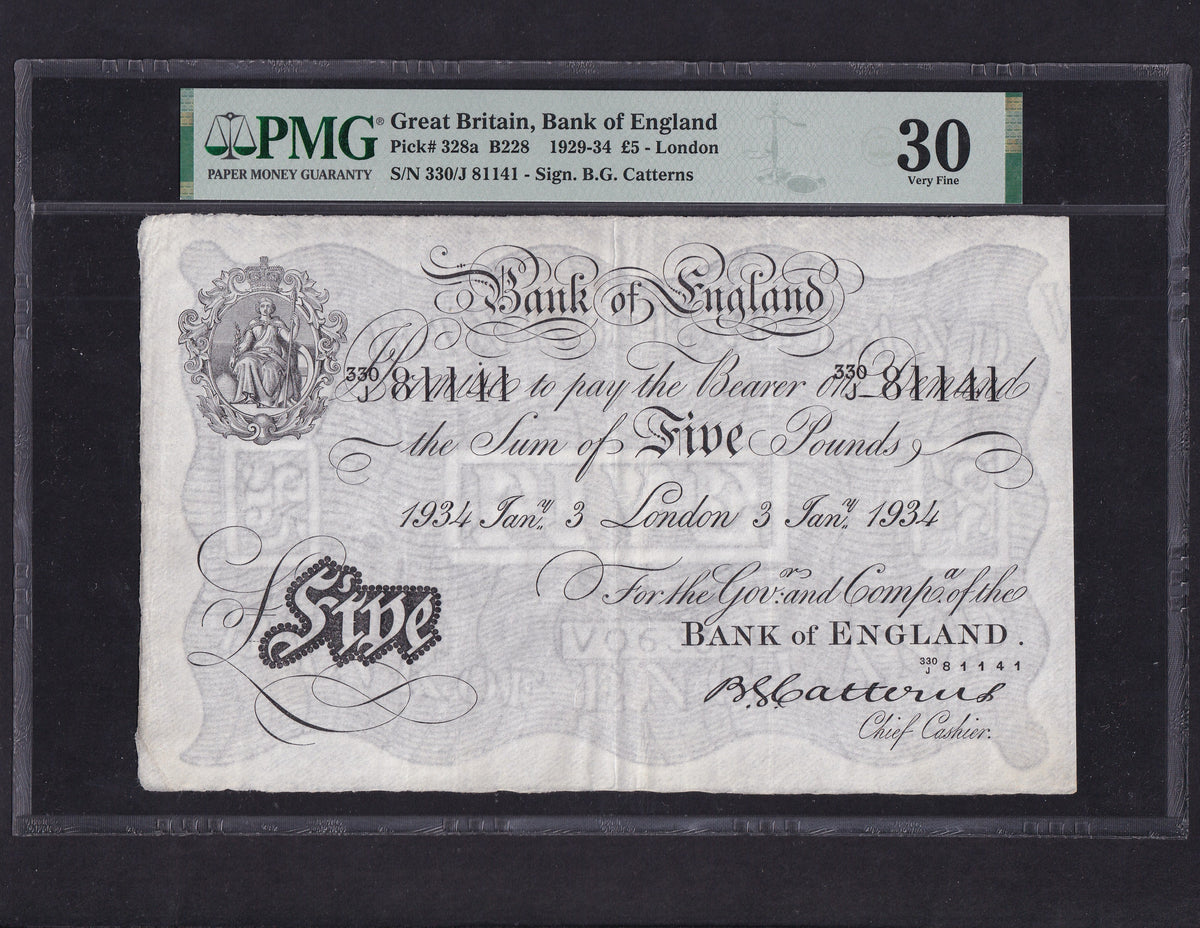 PMG®
PAPER MONEY GUARANTY
Great Britain, Bank of England
Pick# 328a B228 1929-34 £5 - London
S/N 330/J 81141 - Sign. B.G. Catterns
30
Very Fine
Bank of England
330/J 81141 330/J 81141
I Promise to pay the Bearer on Demand
the Sum of Five Pounds
1934 Jany. 3 London 3 Jany. 1934
£Five
For the Govr. and Compa. of the
BANK of ENGLAND.
330/J 81141
B.G. Catterns
Chief Cashier.